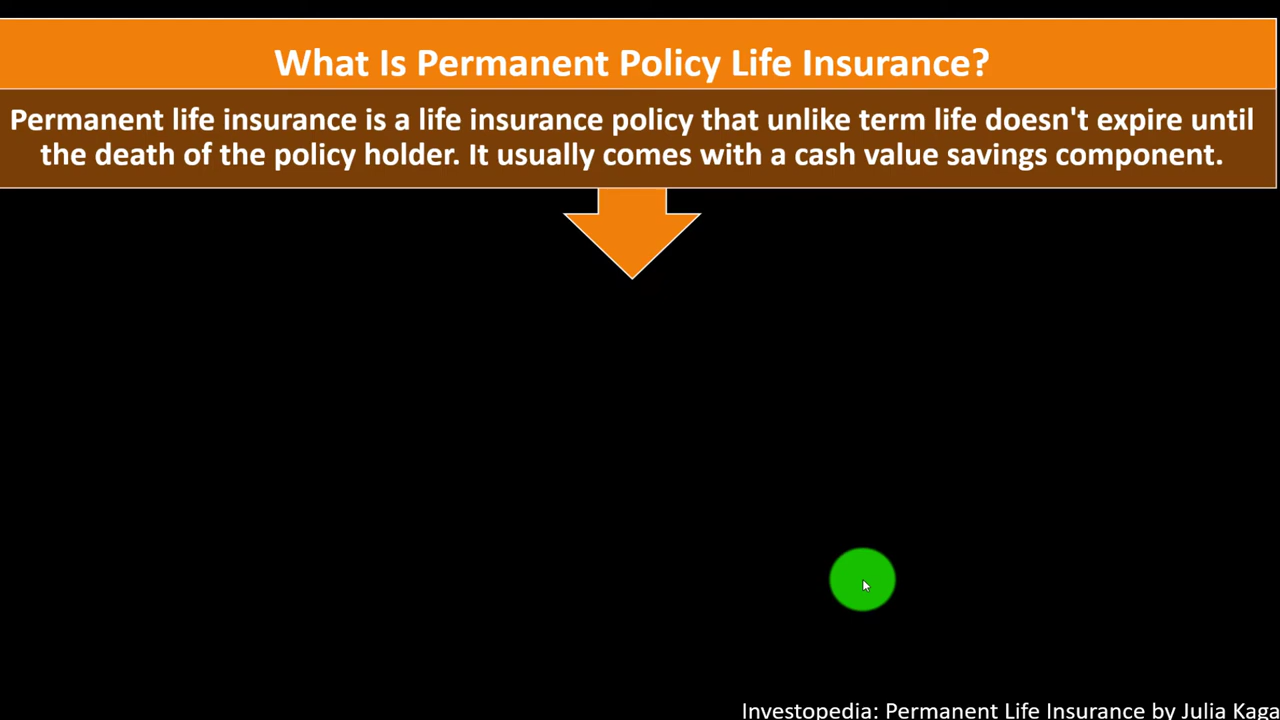 What Is Permanent Policy Life Insurance?
Permanent life insurance is a life insurance policy that unlike term life doesn't expire until
the death of the policy holder. It usually comes with a cash value savings component.
Investopedia: Permanent Life Insurance by Julia Kaga